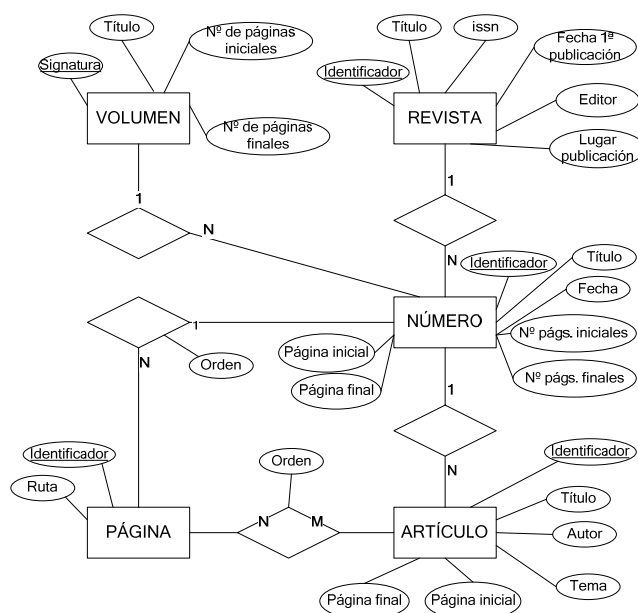 Título
Nº de páginas
iniciales
Signatura
VOLUMEN
Nº de páginas
finales
Título
issn
Fecha 1ª
publicación
Identificador
REVISTA
Editor
Lugar
publicación
1
N
1
N
Identificador
Título
Fecha
NÚMERO
Nº págs. iniciales
Nº págs. finales
Página inicial
Página final
1
N
Orden
1
N
Identificador
Ruta
PÁGINA
Orden
N
M
Identificador
Título
ARTÍCULO
Autor
Tema
Página final
Página inicial